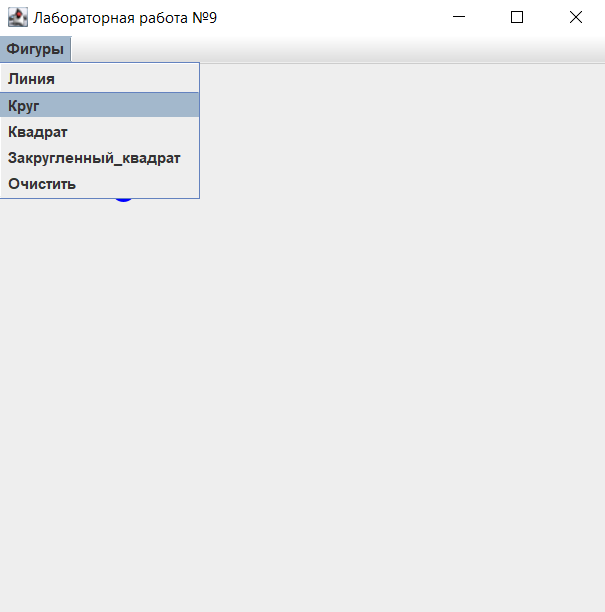 Лабораторная работа №9
Фигуры
Линия
Круг
Квадрат
Закругленный_квадрат
Очистить